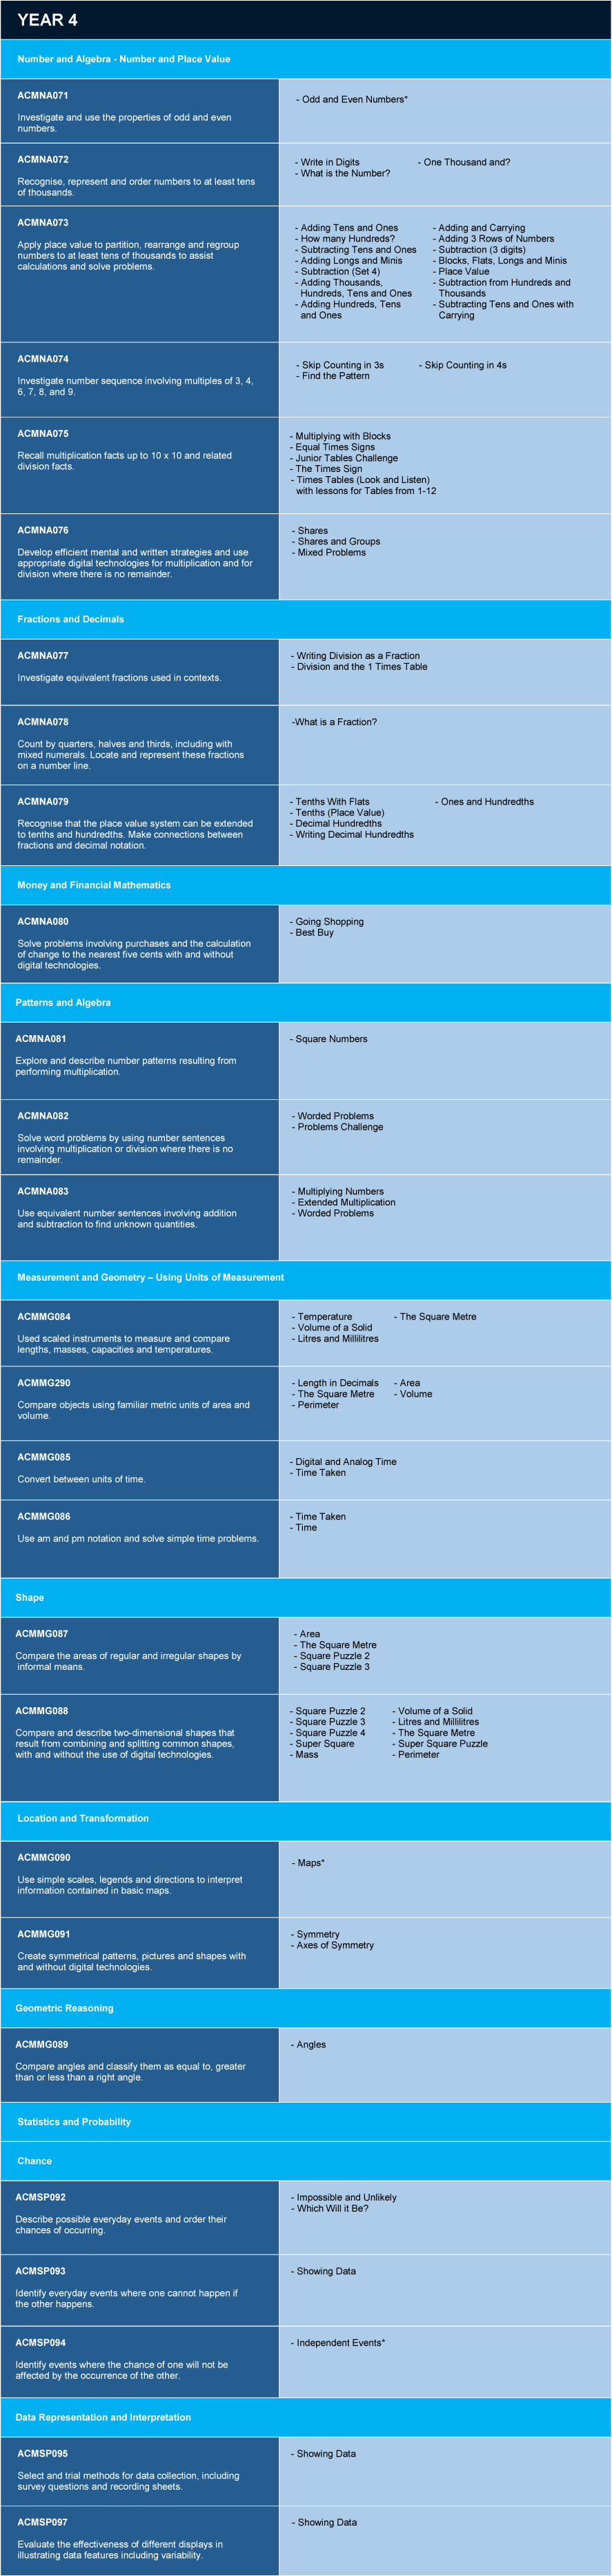 YEAR 4
Number and Algebra - Number and Place Value
ACMNA071
Investigate and use the properties of odd and even
numbers.
- Odd and Even Numbers*
ACMNA072
Recognise, represent and order numbers to at least tens
of thousands.
- Write in Digits
- What is the Number?
- One Thousand and?
ACMNA073
Apply place value to partition, rearrange and regroup
numbers to at least tens of thousands to assist
calculations and solve problems.
- Adding Tens and Ones
- How many Hundreds?
- Subtracting Tens and Ones
- Adding Longs and Minis
- Subtraction (Set 4)
- Adding Thousands,
Hundreds, Tens and Ones
- Adding Hundreds, Tens
and Ones
- Adding and Carrying
- Adding 3 Rows of Numbers
- Subtraction (3 digits)
- Blocks, Flats, Longs and Minis
- Place Value
- Subtraction from Hundreds and
Thousands
- Subtracting Tens and Ones with
Carrying
ACMNA074
Investigate number sequence involving multiples of 3, 4,
6, 7, 8, and 9.
- Skip Counting in 3s
- Find the Pattern
- Skip Counting in 4s
ACMNA075
Recall multiplication facts up to 10 x 10 and related
division facts.
- Multiplying with Blocks
- Equal Times Signs
- Junior Tables Challenge
- The Times Sign
- Times Tables (Look and Listen)
with lessons for Tables from 1-12
ACMNA076
Develop efficient mental and written strategies and use
appropriate digital technologies for multiplication and for
division where there is no remainder.
- Shares
- Shares and Groups
- Mixed Problems
Fractions and Decimals
ACMNA077
Investigate equivalent fractions used in contexts.
- Writing Division as a Fraction
- Division and the 1 Times Table
ACMNA078
Count by quarters, halves and thirds, including with
mixed numerals. Locate and represent these fractions
on a number line.
-What is a Fraction?
ACMNA079
Recognise that the place value system can be extended
to tenths and hundredths. Make connections between
fractions and decimal notation.
- Tenths With Flats
- Tenths (Place Value)
- Decimal Hundredths
- Writing Decimal Hundredths
- Ones and Hundredths
Money and Financial Mathematics
ACMNA080
Solve problems involving purchases and the calculation
of change to the nearest five cents with and without
digital technologies.
- Going Shopping
- Best Buy
Patterns and Algebra
ACMNA081
Explore and describe number patterns resulting from
performing multiplication.
- Square Numbers
ACMNA082
Solve word problems by using number sentences
involving multiplication or division where there is no
remainder.
- Worded Problems
- Problems Challenge
ACMNA083
Use equivalent number sentences involving addition
and subtraction to find unknown quantities.
- Multiplying Numbers
- Extended Multiplication
- Worded Problems
Measurement and Geometry – Using Units of Measurement
ACMMG084
Used scaled instruments to measure and compare
lengths, masses, capacities and temperatures.
- Temperature
- Volume of a Solid
- Litres and Millilitres
- The Square Metre
ACMMG290
Compare objects using familiar metric units of area and
volume.
- Length in Decimals
- The Square Metre
- Perimeter
- Area
- Volume
ACMMG085
Convert between units of time.
- Digital and Analog Time
- Time Taken
ACMMG086
Use am and pm notation and solve simple time problems.
- Time Taken
- Time
Shape
ACMMG087
Compare the areas of regular and irregular shapes by
informal means.
- Area
- The Square Metre
- Square Puzzle 2
- Square Puzzle 3
ACMMG088
Compare and describe two-dimensional shapes that
result from combining and splitting common shapes,
with and without the use of digital technologies.
- Square Puzzle 2
- Square Puzzle 3
- Square Puzzle 4
- Super Square
- Mass
- Volume of a Solid
- Litres and Millilitres
- The Square Metre
- Super Square Puzzle
- Perimeter
Location and Transformation
ACMMG090
Use simple scales, legends and directions to interpret
information contained in basic maps.
- Maps*
ACMMG091
Create symmetrical patterns, pictures and shapes with
and without digital technologies.
- Symmetry
- Axes of Symmetry
Geometric Reasoning
ACMMG089
Compare angles and classify them as equal to, greater
than or less than a right angle.
- Angles
Statistics and Probability
Chance
ACMSP092
Describe possible everyday events and order their
chances of occurring.
- Impossible and Unlikely
- Which Will it Be?
ACMSP093
Identify everyday events where one cannot happen if
the other happens.
- Showing Data
ACMSP094
Identify events where the chance of one will not be
affected by the occurrence of the other.
- Independent Events*
Data Representation and Interpretation
ACMSP095
Select and trial methods for data collection, including
survey questions and recording sheets.
- Showing Data
ACMSP097
Evaluate the effectiveness of different displays in
illustrating data features including variability.
- Showing Data